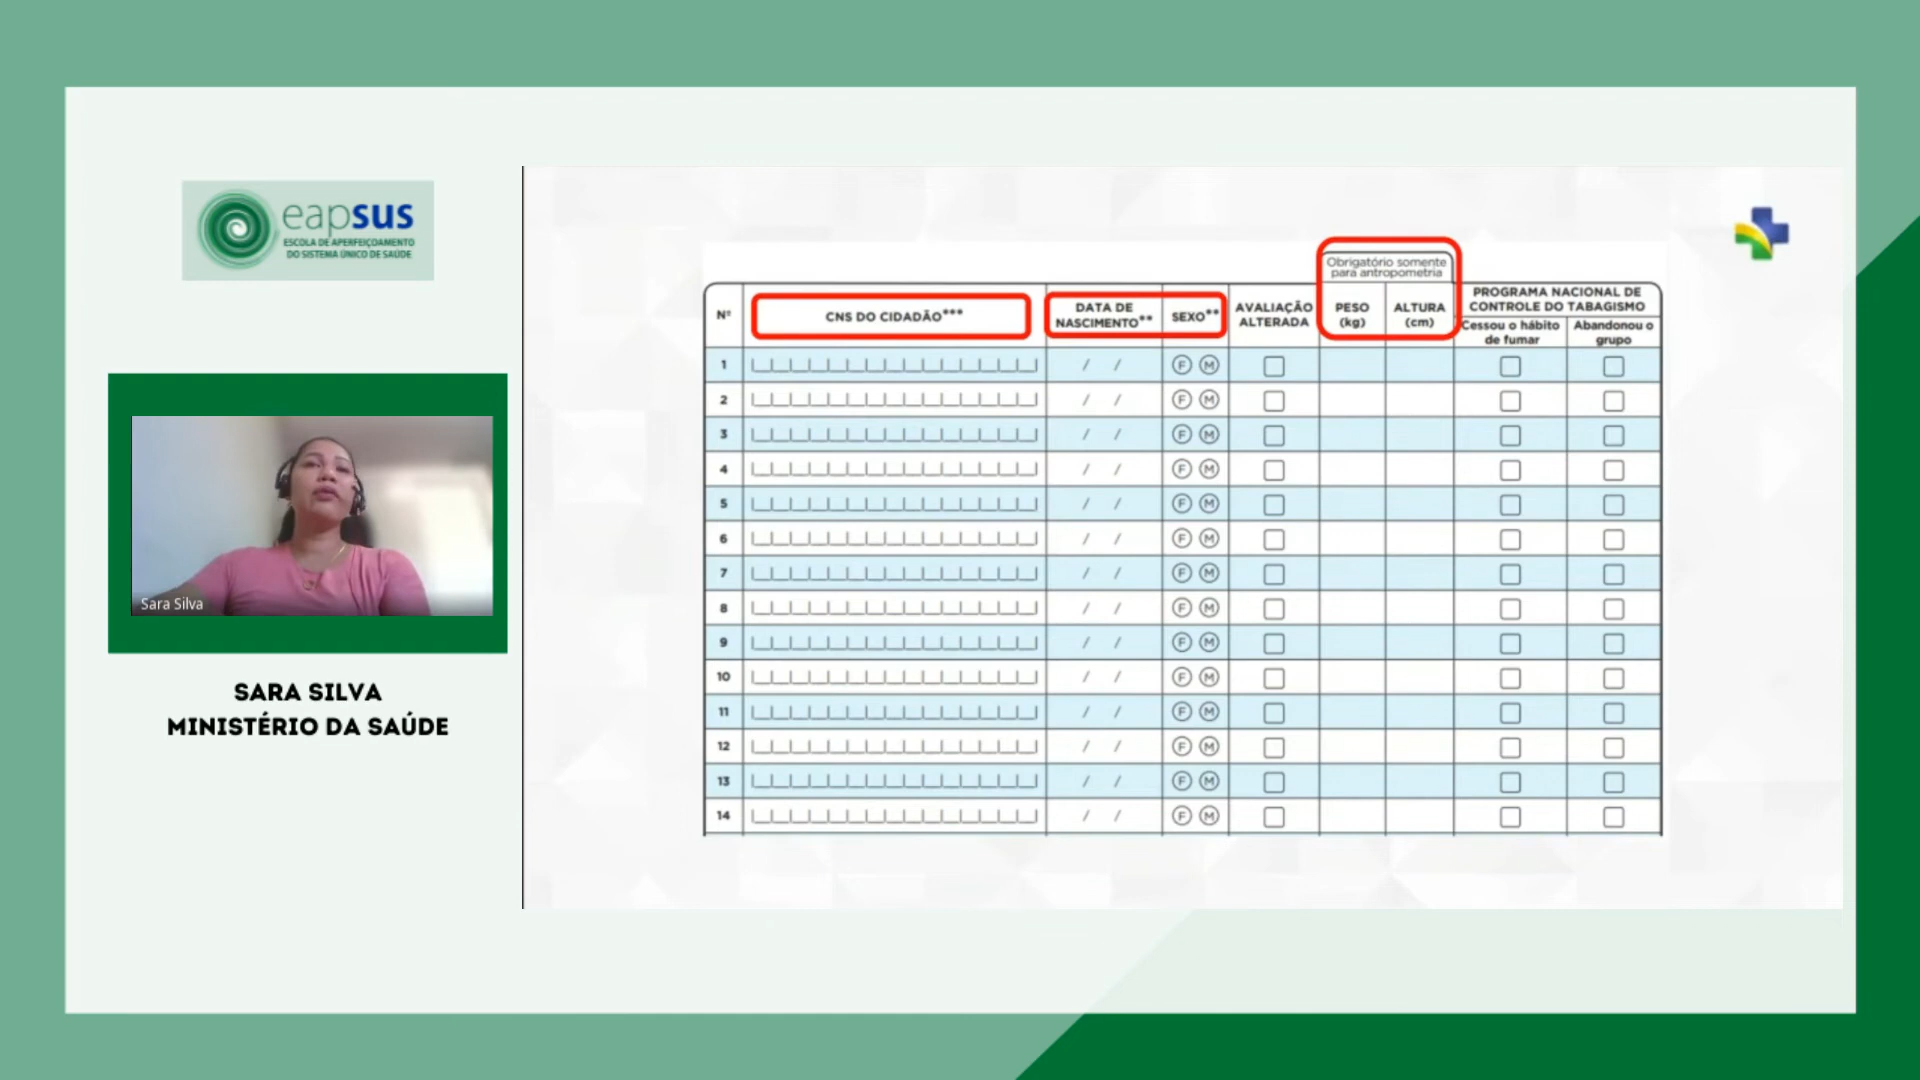 eapsus
ESCOLA DE APERFEIÇOAMENTO
DO SISTEMA ÚNICO DE SAÚDE
Sara Silva
SARA SILVA
MINISTÉRIO DA SAÚDE
Obrigatório somente
para antropometria
Nº
CNS DO CIDADÃO***
DATA DE
NASCIMENTO**
SEXO**
AVALIAÇÃO
ALTERADA
PESO
(kg)
ALTURA
(cm)
PROGRAMA NACIONAL DE
CONTROLE DO TABAGISMO
Cessou o hábito
de fumar
Abandonou o
grupo
1 / / F M
2 / / F M
3 / / F M
4 / / F M
5 / / F M
6 / / F M
7 / / F M
8 / / F M
9 / / F M
10 / / F M
11 / / F M
12 / / F M
13 / / F M
14 / / F M